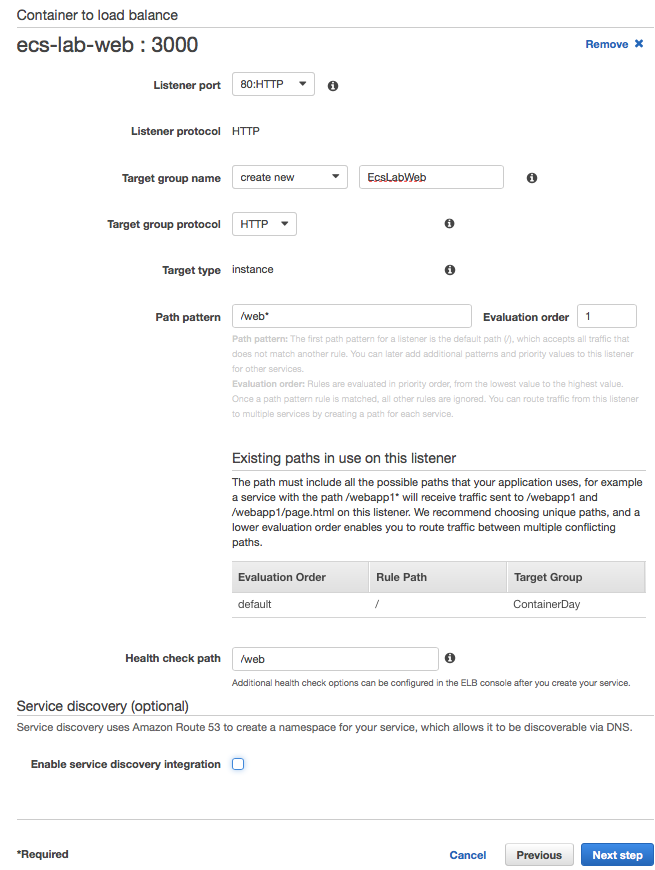 Container to load balance
ecs-lab-web : 3000
Remove ✖
Listener port 80:HTTP
Listener protocol HTTP
Target group name create new EcsLabWeb
Target group protocol HTTP
Target type instance
Path pattern /web* Evaluation order 1
Path pattern: The first path pattern for a listener is the default path (/), which accepts all traffic that
does not match another rule. You can later add additional patterns and priority values to this listener
for other services.
Evaluation order: Rules are evaluated in priority order, from the lowest value to the highest value.
Once a path pattern rule is matched, all other rules are ignored. You can route traffic from this listener
to multiple services by creating a path for each service.
Existing paths in use on this listener
The path must include all the possible paths that your application uses, for example
a service with the path /webapp1* will receive traffic sent to /webapp1 and
/webapp1/page.html on this listener. We recommend choosing unique paths, and a
lower evaluation order enables you to route traffic between multiple conflicting
paths.
Evaluation Order Rule Path Target Group
default / ContainerDay
Health check path /web
Additional health check options can be configured in the ELB console after you create your service.
Service discovery (optional)
Service discovery uses Amazon Route 53 to create a namespace for your service, which allows it to be discoverable via DNS.
Enable service discovery integration
*Required Cancel Previous Next step